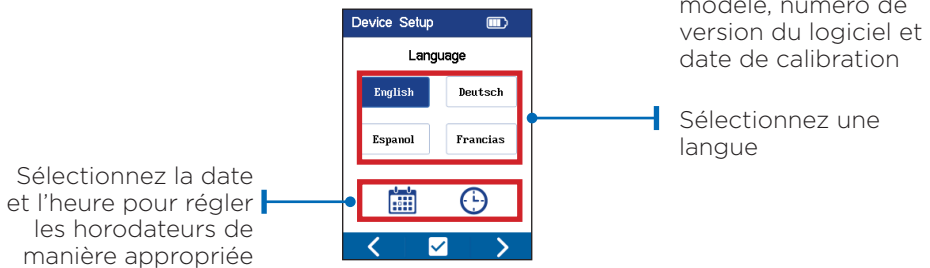 modèle, numéro de
version du logiciel et
date de calibration
Device Setup
Language
English
Deutsch
Espanol
Francias
Sélectionnez une
langue
Sélectionnez la date
et l'heure pour régler
les horodateurs de
manière appropriée